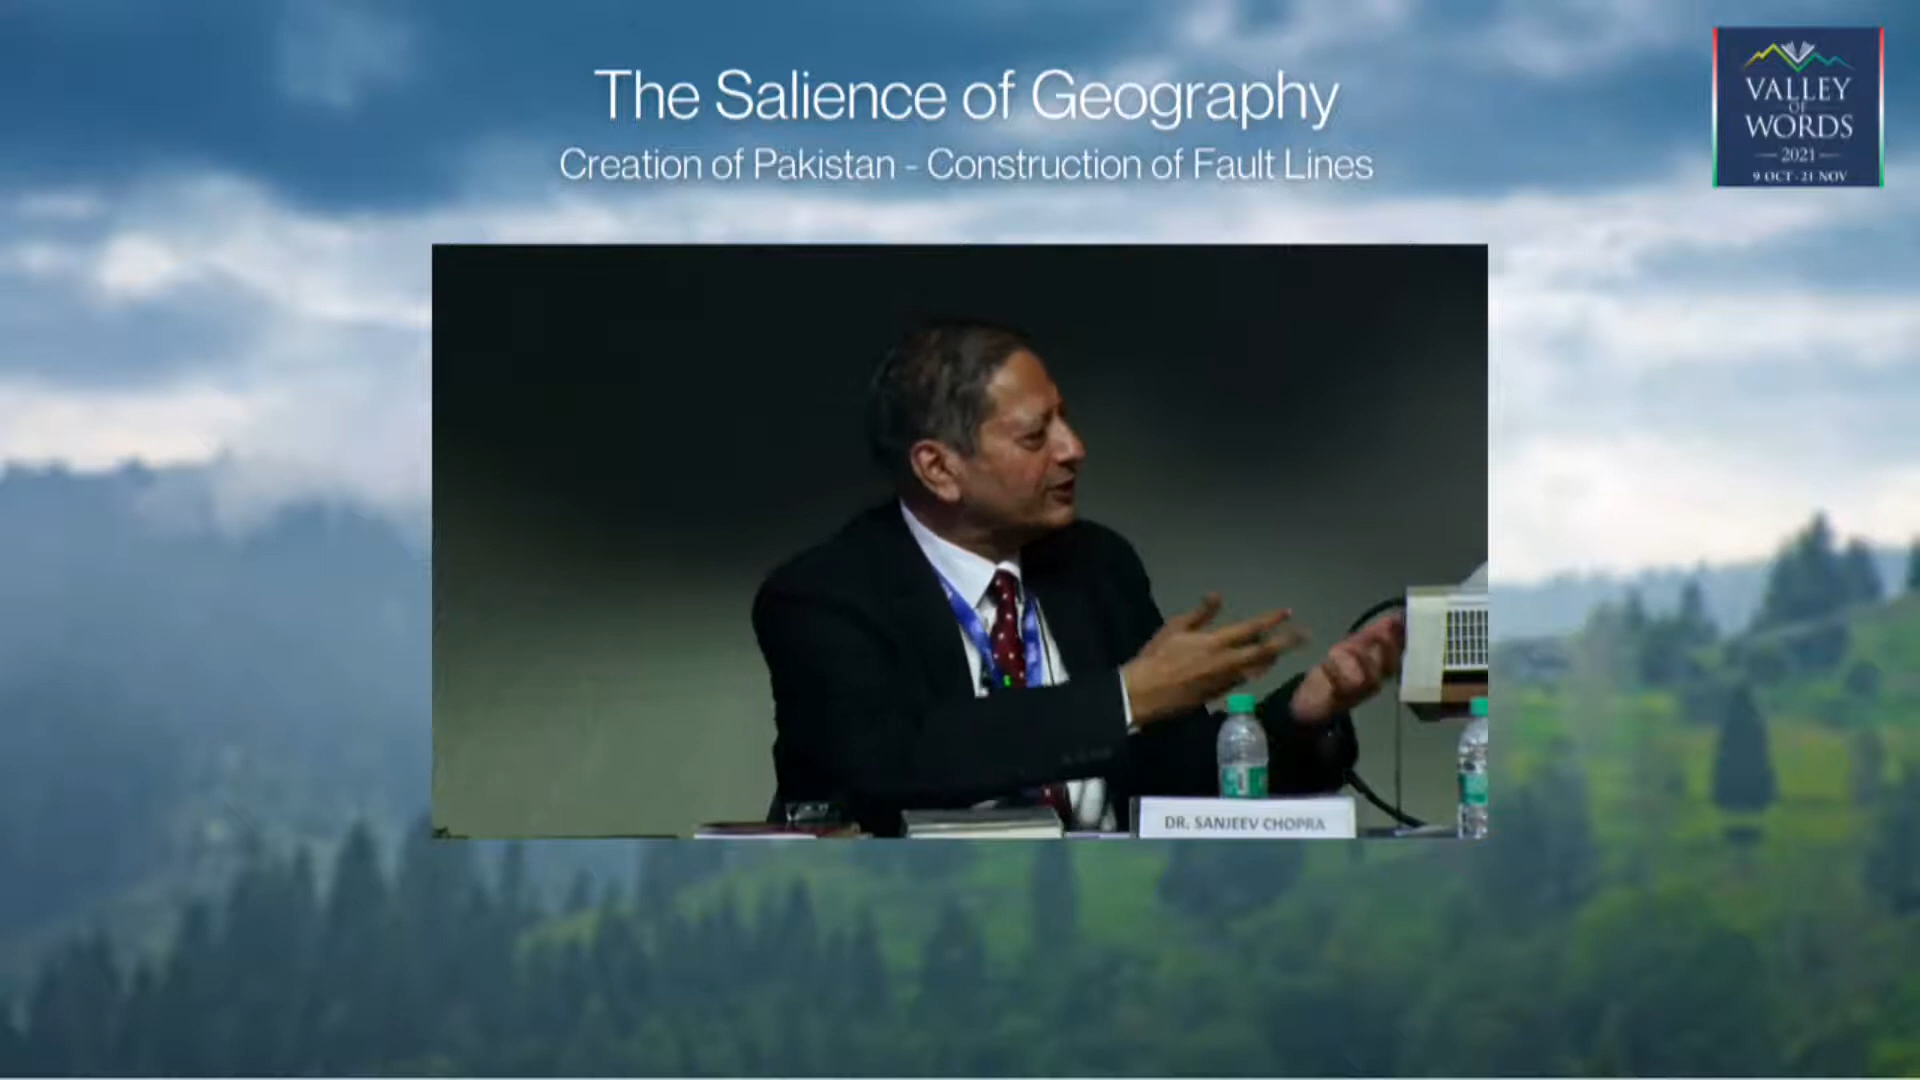 The Salience of Geography
Creation of Pakistan - Construction of Fault Lines
VALLEY
OF
WORDS
2021
9 OCT - 21 NOV
DR. SANJEEV CHOPRA